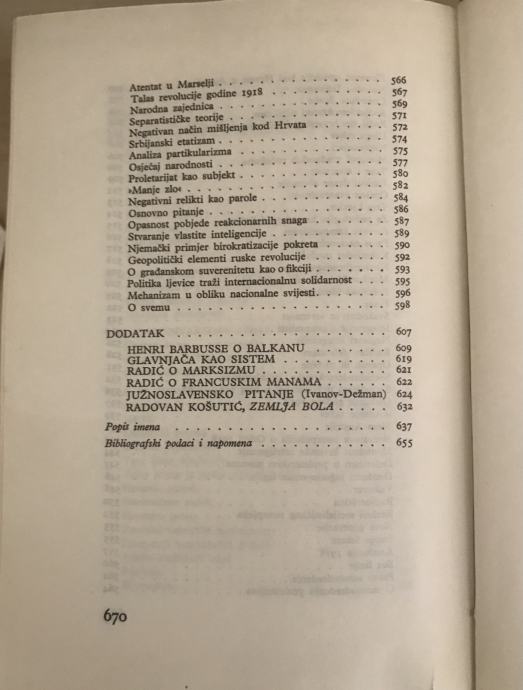 Atentat u Marselji . . . . . . . . . . . . . . . 566
Talas revolucije godine 1918 . . . . . . . . . . 567
Narodna zajednica . . . . . . . . . . . . . . . 569
Separatističke teorije . . . . . . . . . . . . . . 571
Negativan način mišljenja kod Hrvata . . . . . . . 572
Srbijanski etatizam . . . . . . . . . . . . . . . 574
Analiza partikularizma . . . . . . . . . . . . . 575
Osjećaj narodnosti . . . . . . . . . . . . . . . 577
Proletarijat kao subjekt . . . . . . . . . . . . . 580
»Manje zlo« . . . . . . . . . . . . . . . . . . 582
Negativni relikti kao parole . . . . . . . . . . . 584
Osnovno pitanje . . . . . . . . . . . . . . . . 586
Opasnost pobjede reakcionarnih snaga . . . . . . . 587
Stvaranje vlastite inteligencije . . . . . . . . . . 589
Njemački primjer birokratizacije pokreta . . . . . . 590
Geopolitički elementi ruske revolucije . . . . . . . 592
O građanskom suverenitetu kao o fikciji . . . . . . 593
Politika ljevice traži internacionalnu solidarnost . . . 595
Mehanizam u obliku nacionalne svijesti . . . . . . 596
O svemu . . . . . . . . . . . . . . . . . . . 598
DODATAK . . . . . . . . . . . . . . . . . . . 607
HENRI BARBUSSE O BALKANU . . . . . . . 609
GLAVNJAČA KAO SISTEM . . . . . . . . . 619
RADIĆ O MARKSIZMU . . . . . . . . . . . 621
RADIĆ O FRANCUSKIM MANAMA . . . . . . 622
JUŽNOSLAVENSKO PITANJE (Ivanov-Dežman) 624
RADOVAN KOŠUTIĆ, ZEMLJA BOLA . . . . . 632
Popis imena . . . . . . . . . . . . . . . . . . 637
Bibliografski podaci i napomena . . . . . . . . . . 655
670